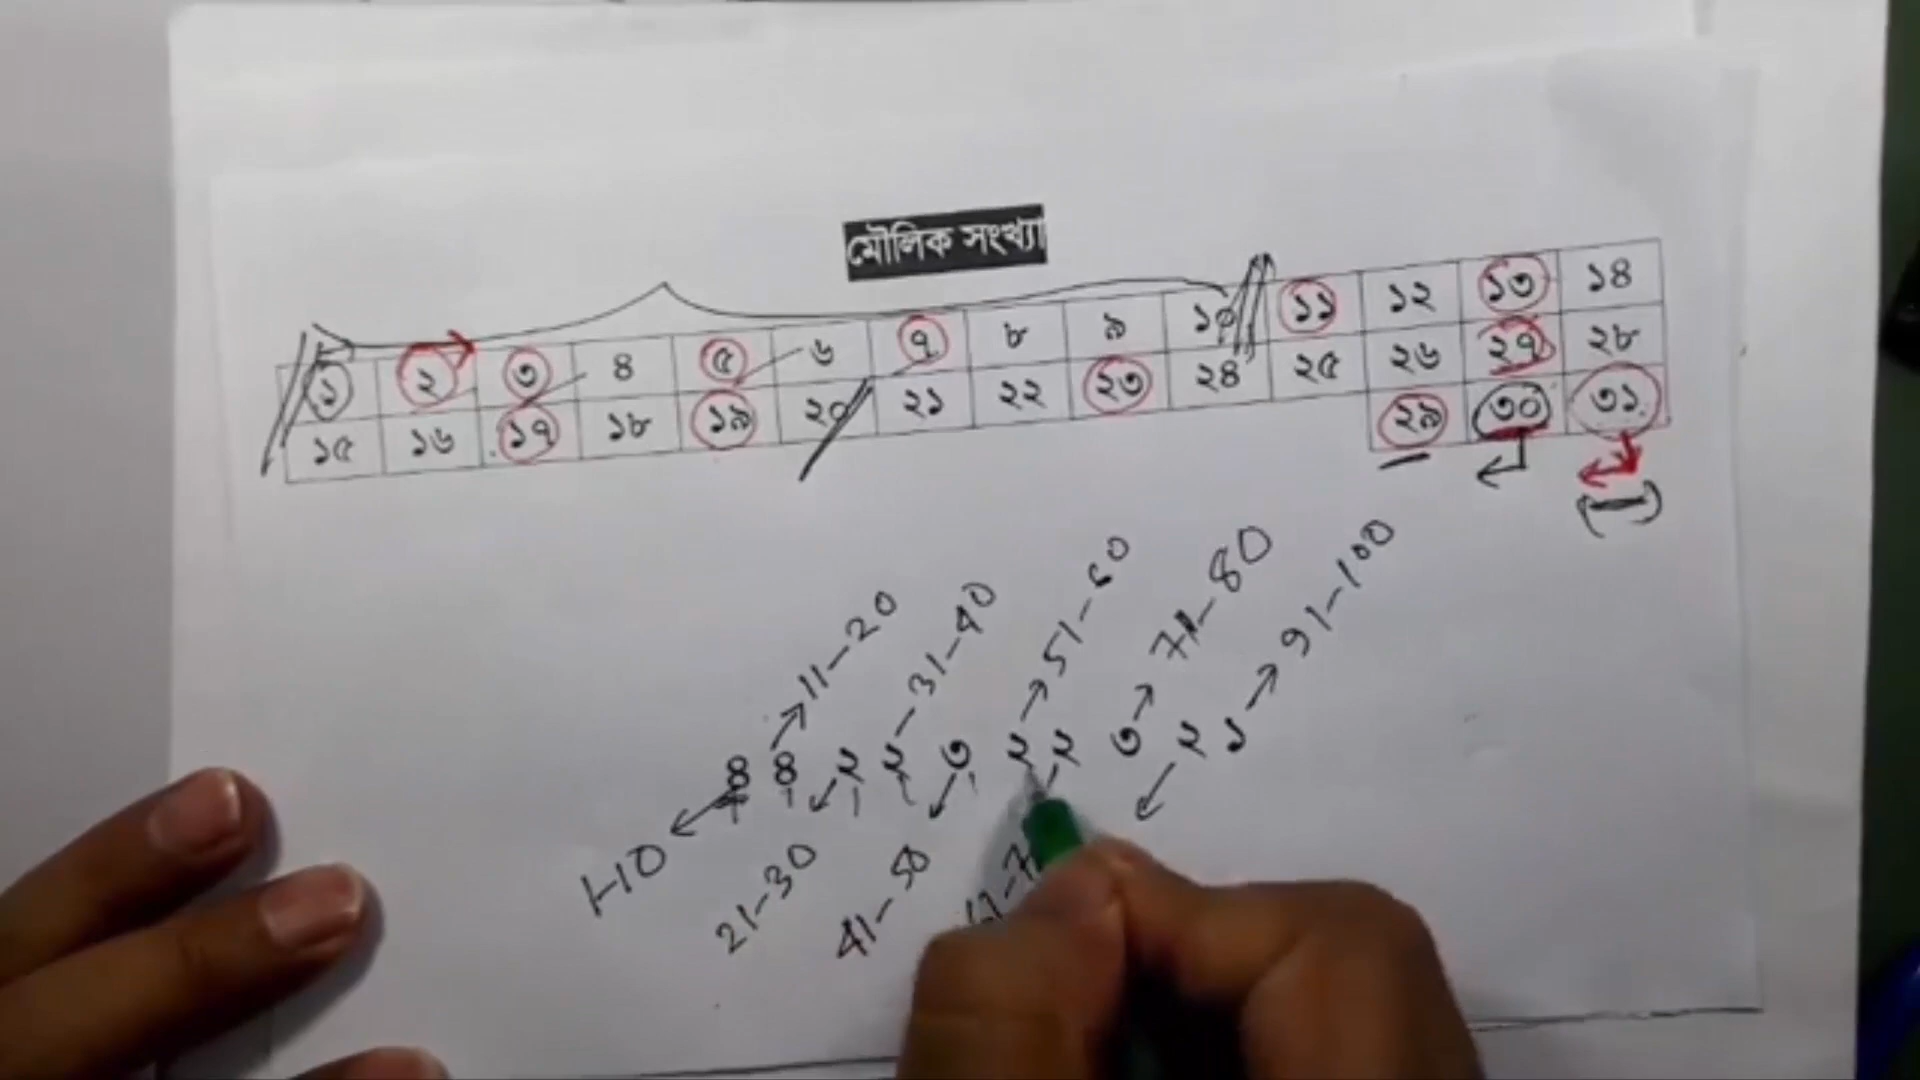 মৌলিক সংখ্যা
১ ২ ৩ ৪ ৫ ৬ ৭ ৮ ৯ ১০ ১১ ১২ ১৩ ১৪
১৫ ১৬ ১৭ ১৮ ১৯ ২০ ২১ ২২ ২৩ ২৪ ২৫ ২৬ ২৭ ২৮
২৯ ৩০ ৩১
11-20 31-40 51-60 71-80 91-100
৪ ৪ ২ ২ ৩ ২ ২ ৩ ২ ১
1-10 21-30 41-50